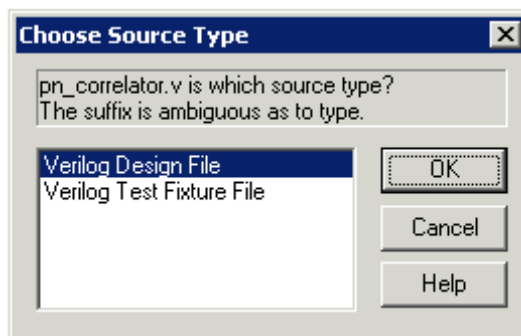 Choose Source Type
pn_correlator.v is which source type?
The suffix is ambiguous as to type.
Verilog Design File
Verilog Test Fixture File
OK
Cancel
Help